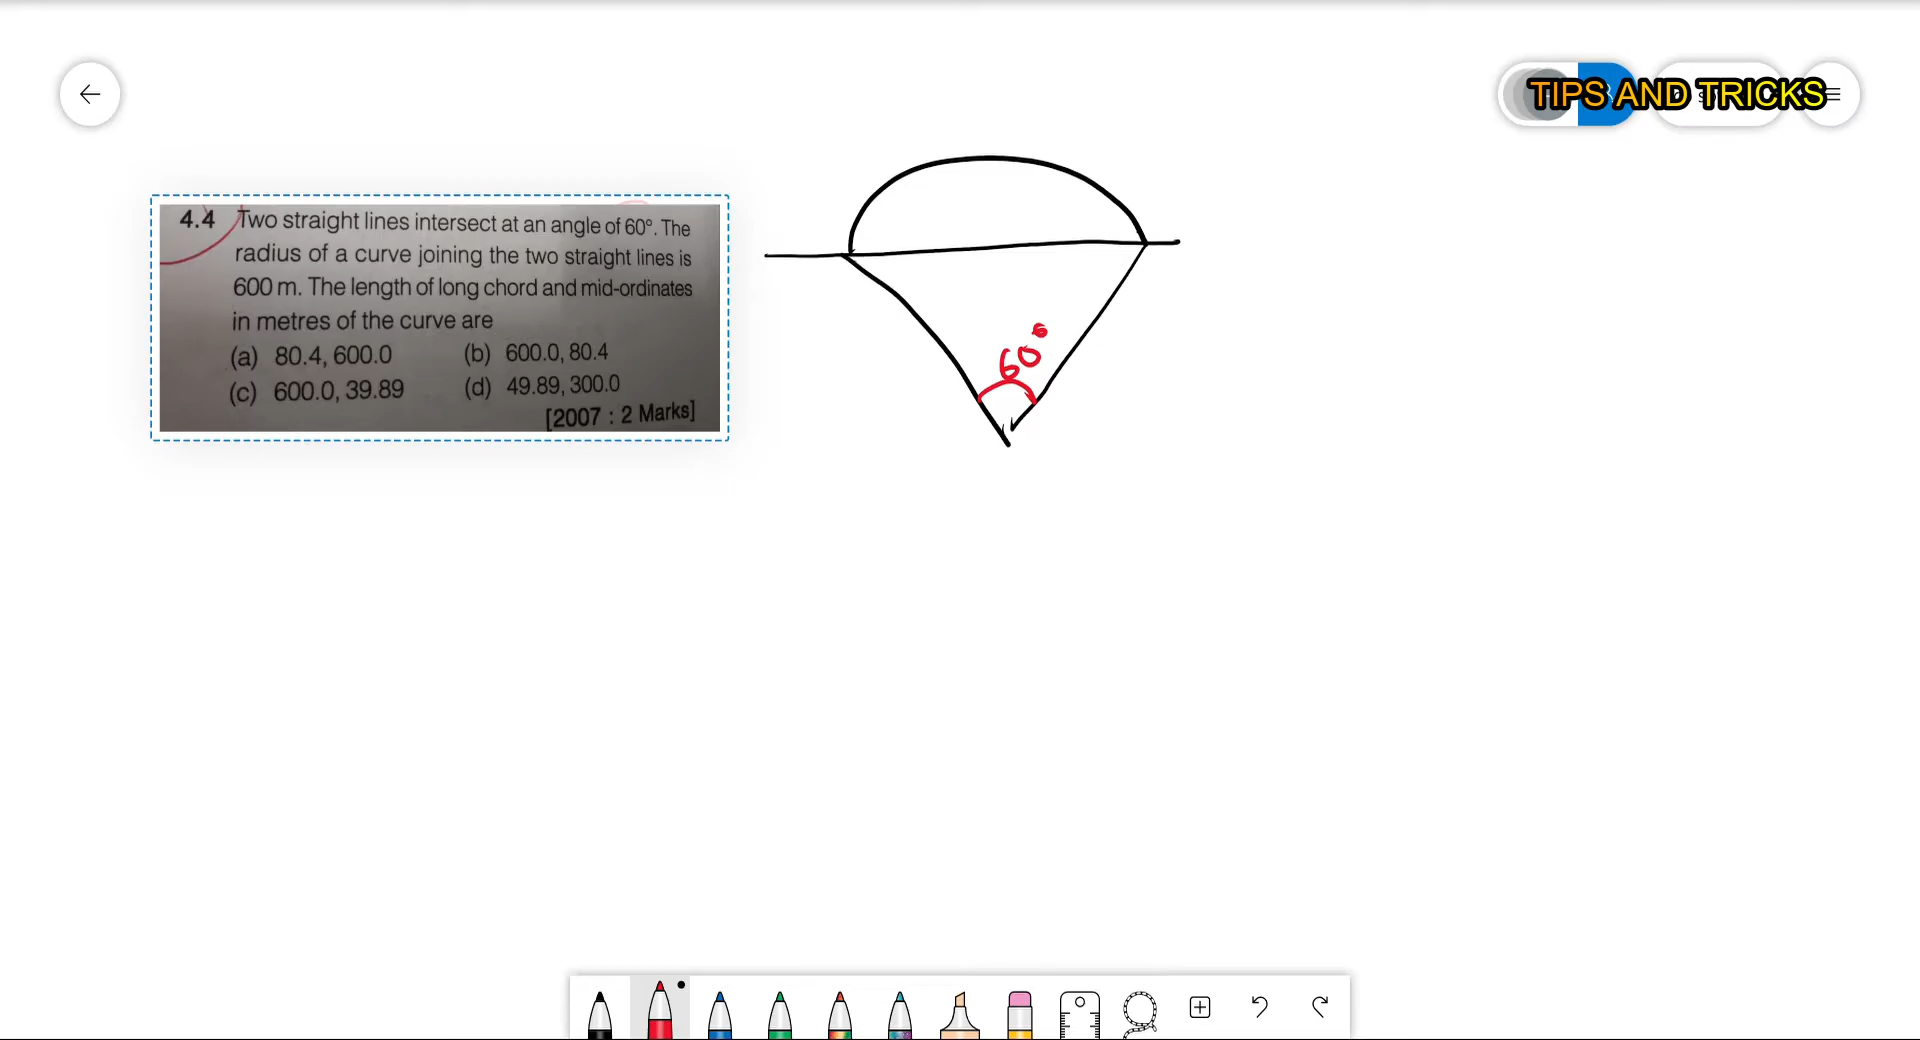 TIPS AND TRICKS
4.4 Two straight lines intersect at an angle of 60°. The
radius of a curve joining the two straight lines is
600 m. The length of long chord and mid-ordinates
in metres of the curve are
(a) 80.4, 600.0 (b) 600.0, 80.4
(c) 600.0, 39.89 (d) 49.89, 300.0
[2007 : 2 Marks]
60°